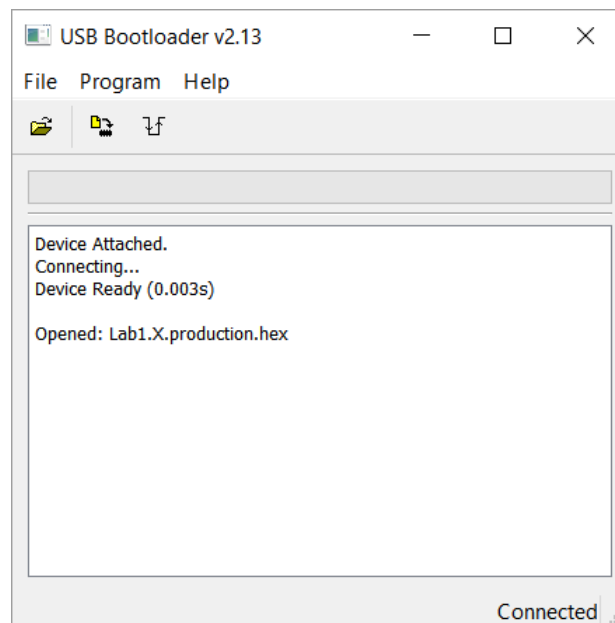 USB Bootloader v2.13
File Program Help
Device Attached.
Connecting...
Device Ready (0.003s)
Opened: Lab1.X.production.hex
Connected